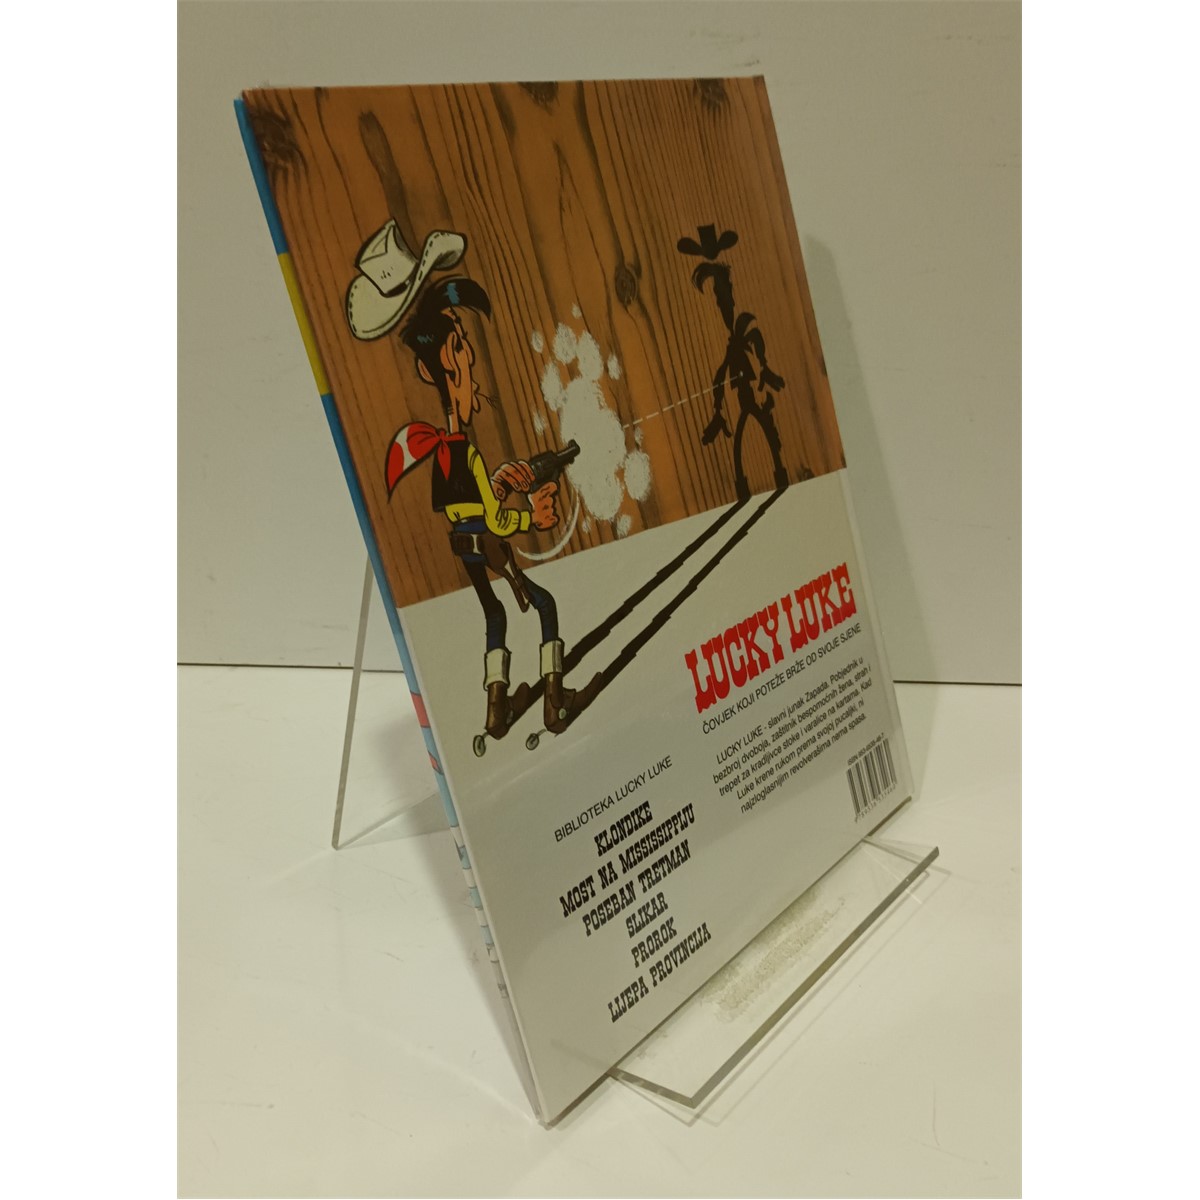 LUCKY LUKE
ČOVJEK KOJI POTEŽE BRŽE OD SVOJE SJENE
LUCKY LUKE - slavni junak Zapada. Pobjednik u
bezbroj dvoboja, zaštitnik bespomoćnih žena, strah i
trepet za kradljivce stoke i varalice na kartama. Kad
Luke krene rukom prema svojoj pucaljki, ni
najzloglasnijim revolverašima nema spasa.
BIBLIOTEKA LUCKY LUKE
KLONDIKE
MOST NA MISSISSIPPIJU
POSEBAN TRETMAN
SLIKAR
PROROK
LIJEPA PROVINCIJA